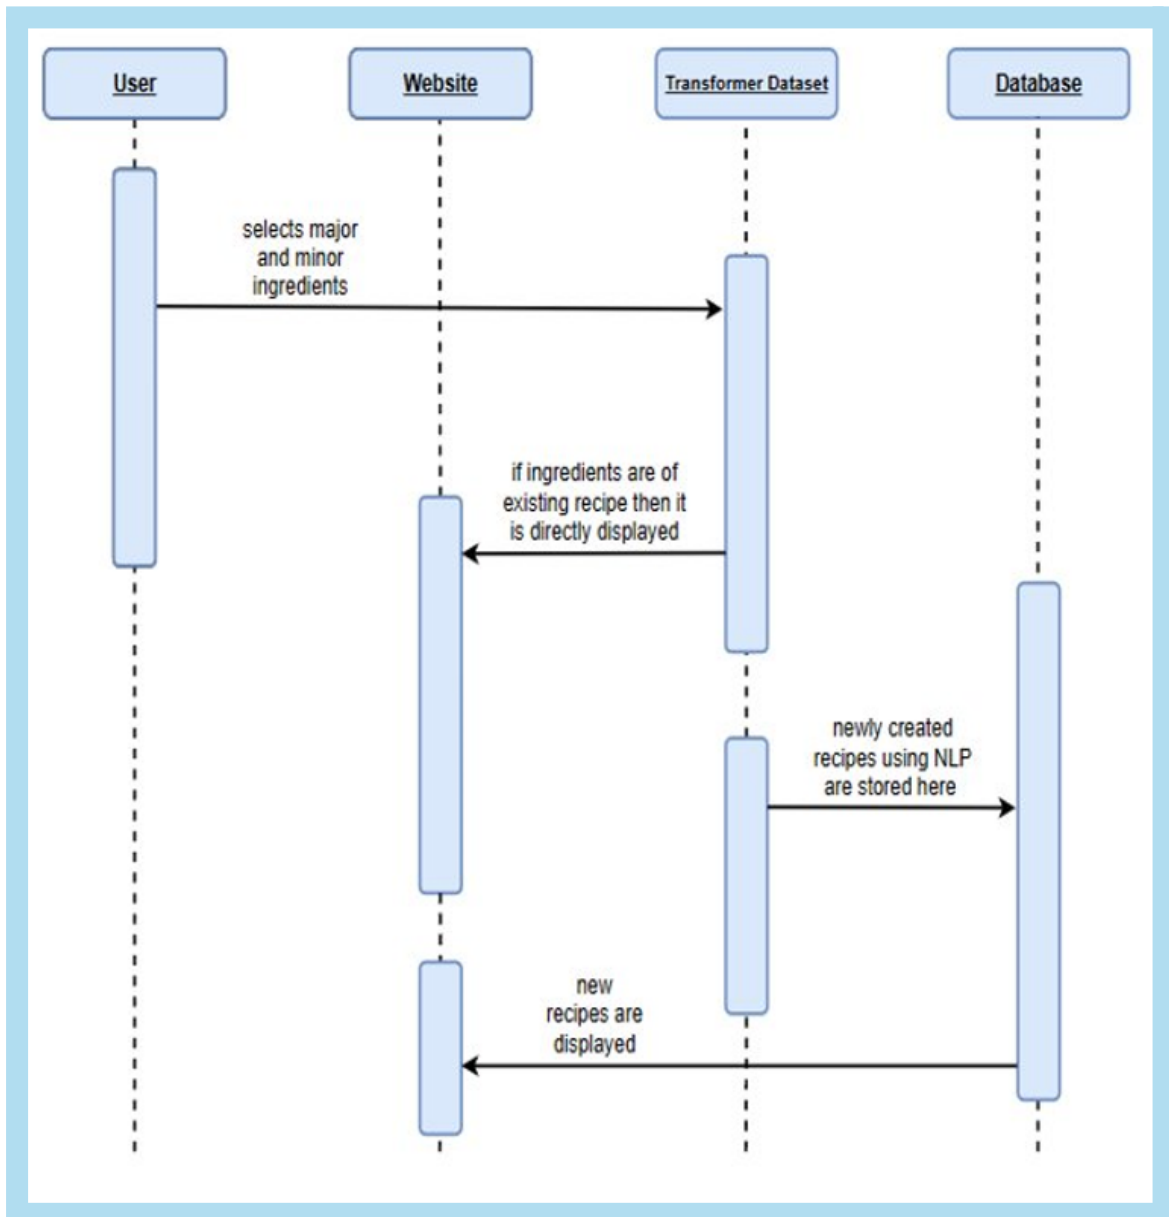 User
Website
Transformer Dataset
Database
selects major
and minor
ingredients
if ingredients are of
existing recipe then it
is directly displayed
newly created
recipes using NLP
are stored here
new
recipes are
displayed